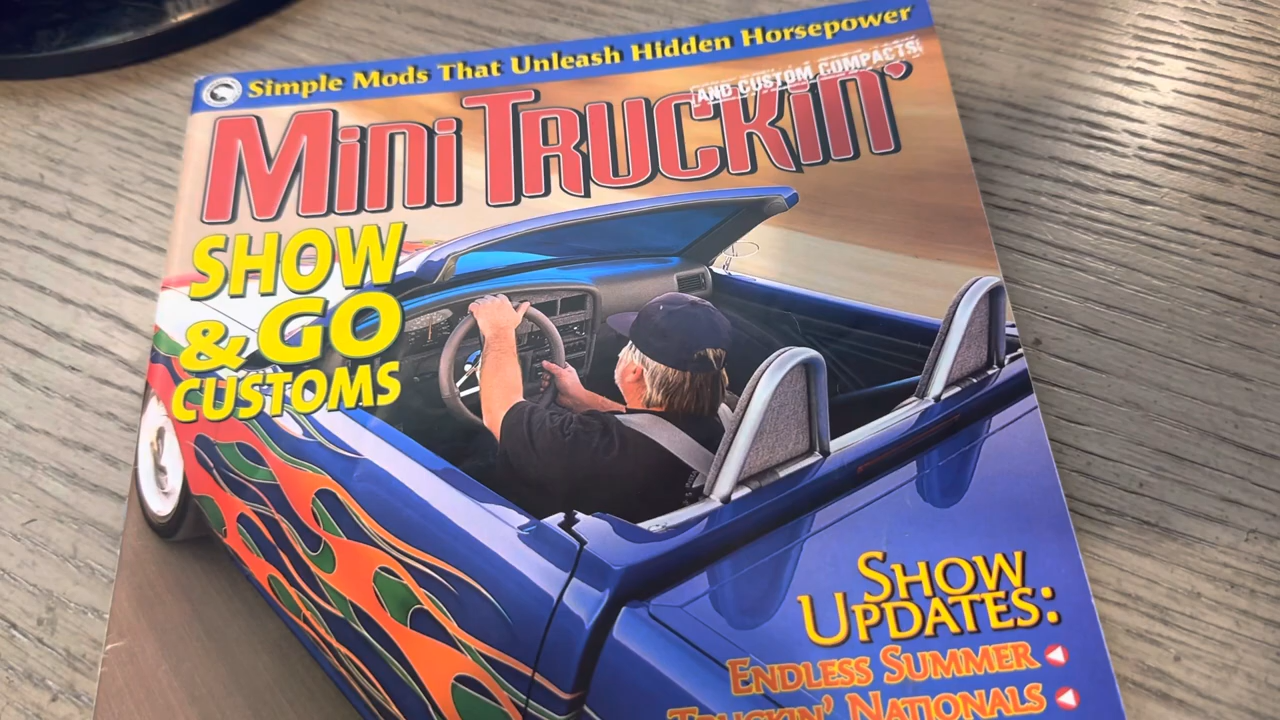 Simple Mods That Unleash Hidden Horsepower
AND CUSTOM COMPACTS!
Mini TRUCKin'
SHOW
& GO
CUSTOMS
SHOW
UPDATES:
ENDLESS SUMMER
TRUCKIN' NATIONALS